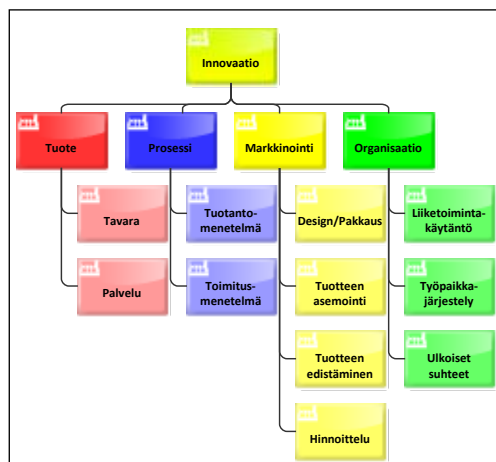 Innovaatio
Tuote
Prosessi
Markkinointi
Organisaatio
Tavara
Tuotanto-
menetelmä
Design/Pakkaus
Liiketoiminta-
käytäntö
Palvelu
Toimitus-
menetelmä
Tuotteen
asemointi
Työpaikka-
järjestely
Tuotteen
edistäminen
Ulkoiset
suhteet
Hinnoittelu